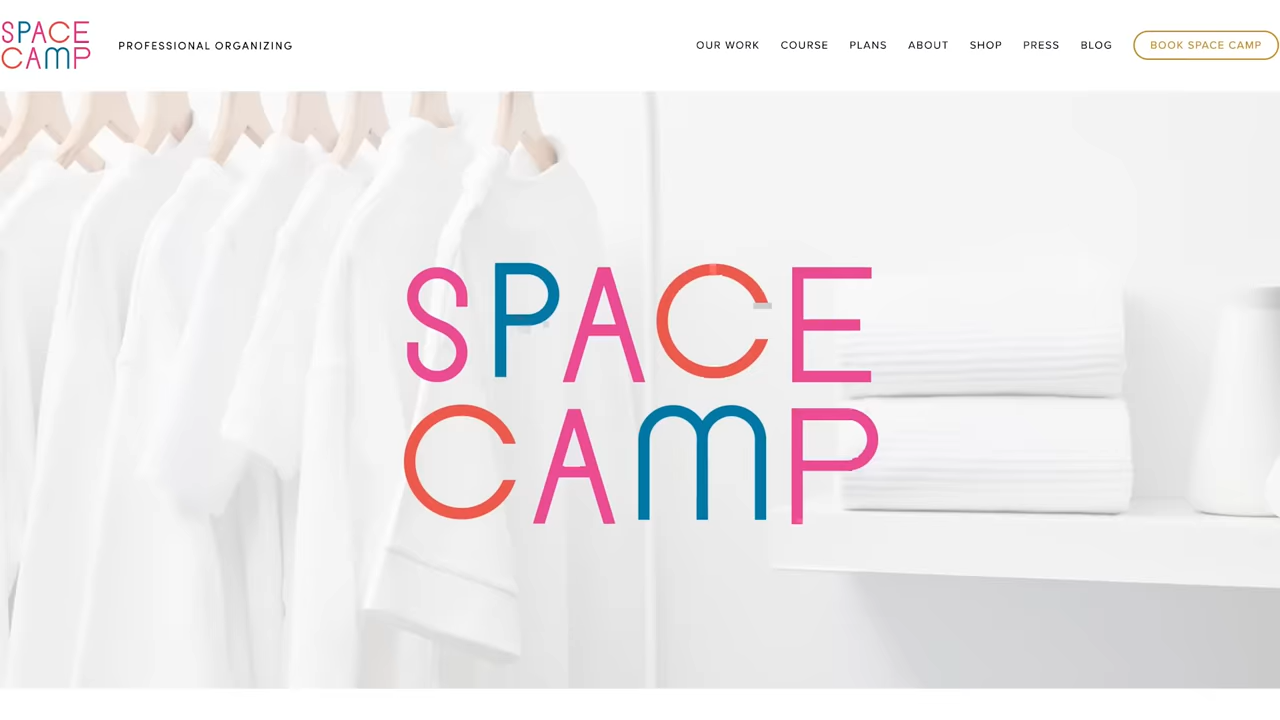 SPACE
CAMP
PROFESSIONAL ORGANIZING
OUR WORK
COURSE
PLANS
ABOUT
SHOP
PRESS
BLOG
BOOK SPACE CAMP
SPACE
CAMP